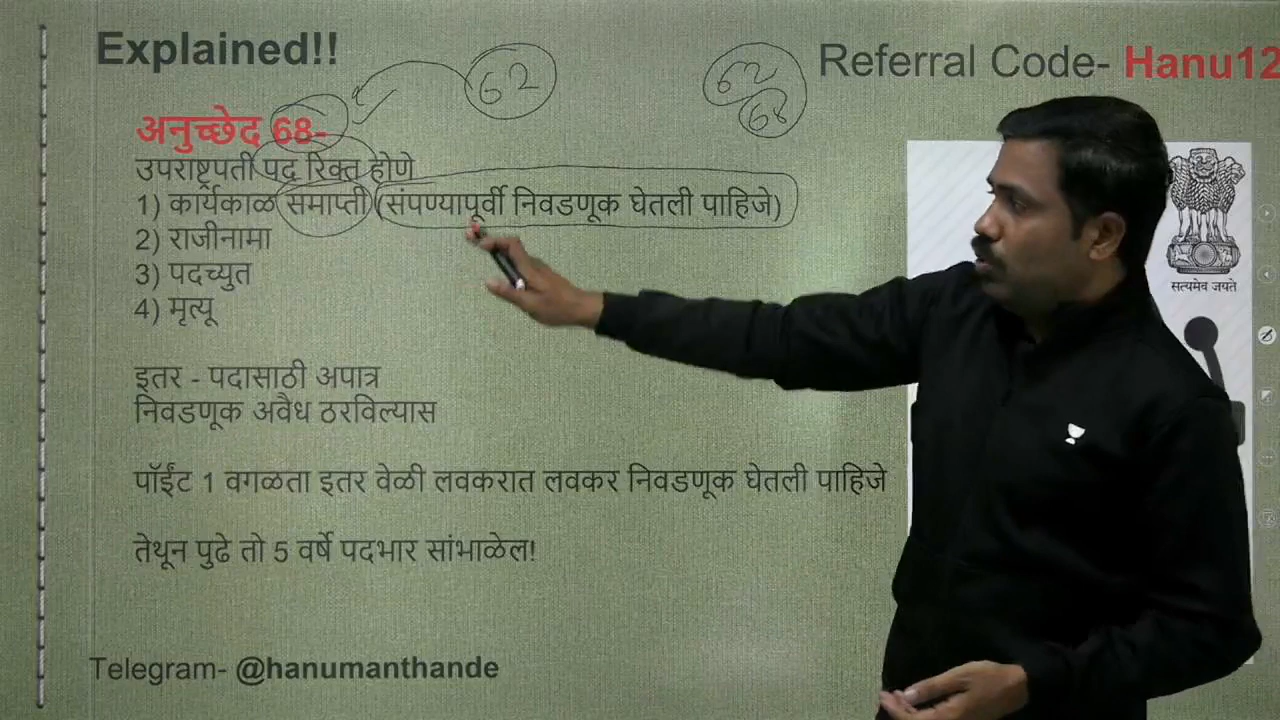 Explained!!
Referral Code- Hanu12
62
62
68
अनुच्छेद 68-
उपराष्ट्रपती पद रिक्त होणे
1) कार्यकाळ समाप्ती (संपण्यापूर्वी निवडणूक घेतली पाहिजे)
2) राजीनामा
3) पदच्युत
4) मृत्यू
सत्यमेव जयते
इतर - पदासाठी अपात्र
निवडणूक अवैध ठरविल्यास
पॉईंट 1 वगळता इतर वेळी लवकरात लवकर निवडणूक घेतली पाहिजे
तेथून पुढे तो 5 वर्षे पदभार सांभाळेल!
Telegram- @hanumanthande